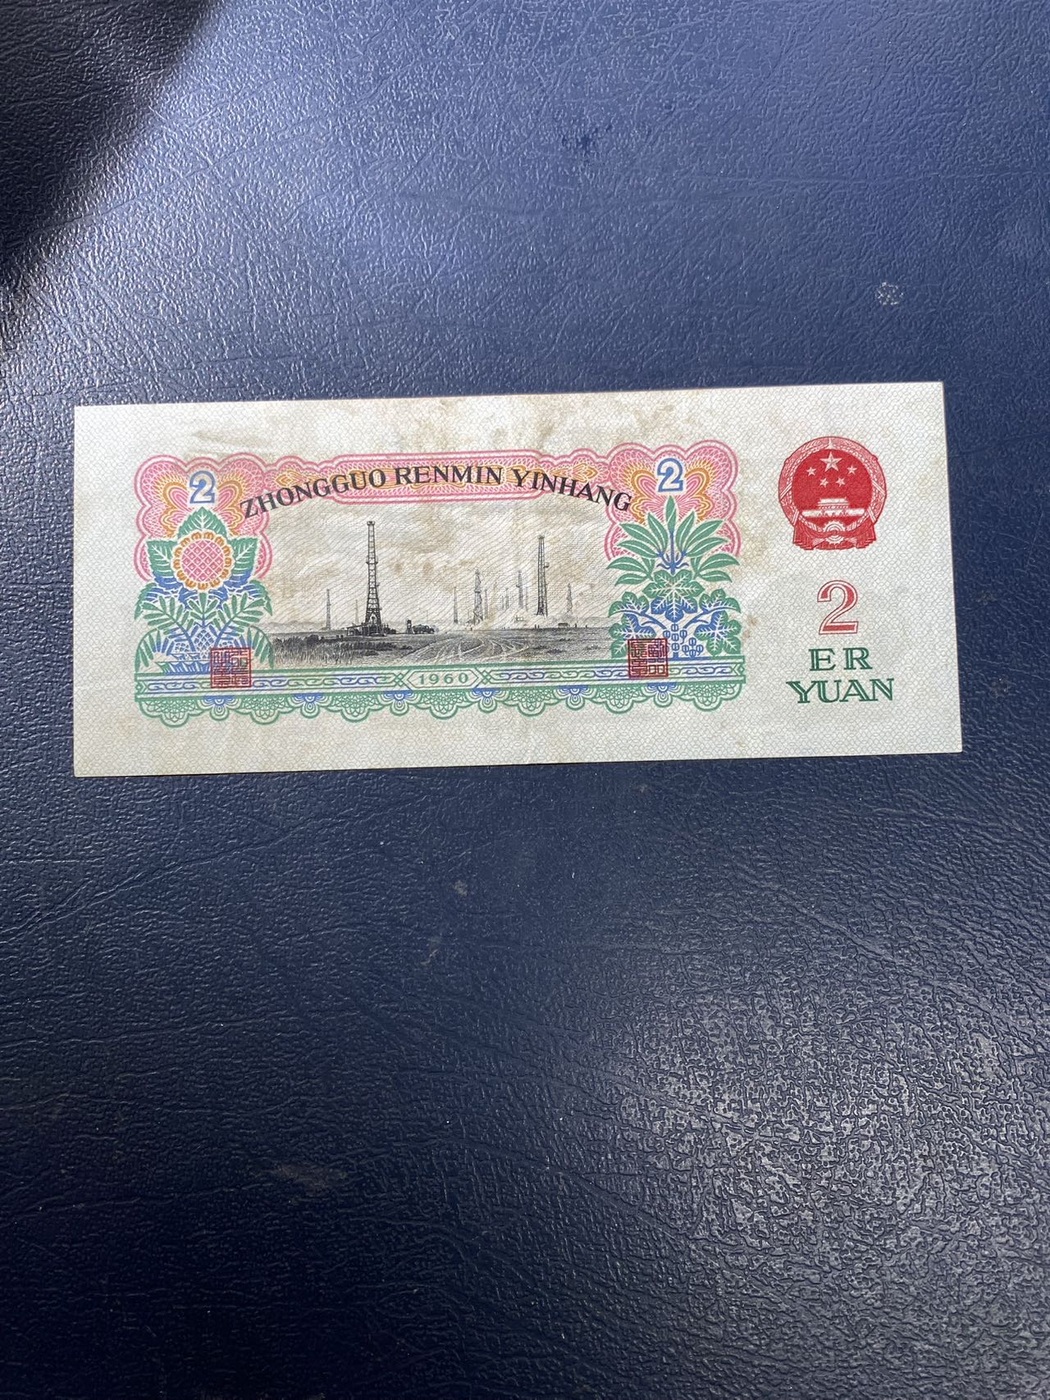 2
2
ZHONGGUO RENMIN YINHANG
1960
2
ER
YUAN